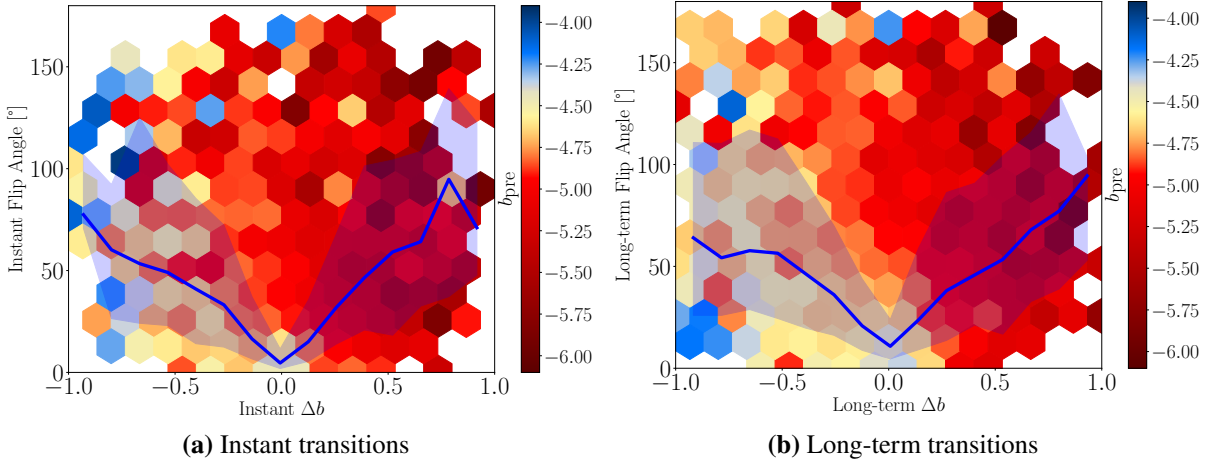 150
100
50
0
Instant Flip Angle [°]
−1.0 −0.5 0.0 0.5 1.0
Instant Δb
−4.00
−4.25
−4.50
−4.75
−5.00
−5.25
−5.50
−5.75
−6.00
b_pre
(a) Instant transitions
150
100
50
0
Long-term Flip Angle [°]
−1.0 −0.5 0.0 0.5 1.0
Long-term Δb
−4.00
−4.25
−4.50
−4.75
−5.00
−5.25
−5.50
−5.75
−6.00
b_pre
(b) Long-term transitions